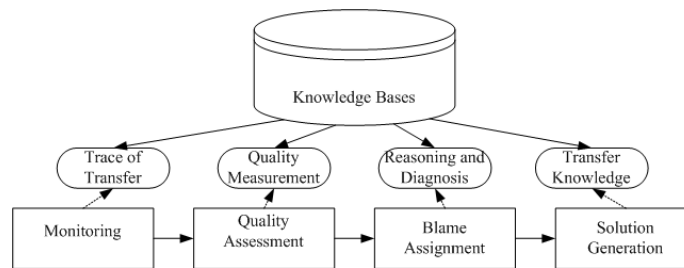 Knowledge Bases
Trace of
Transfer
Quality
Measurement
Reasoning and
Diagnosis
Transfer
Knowledge
Monitoring
Quality
Assessment
Blame
Assignment
Solution
Generation